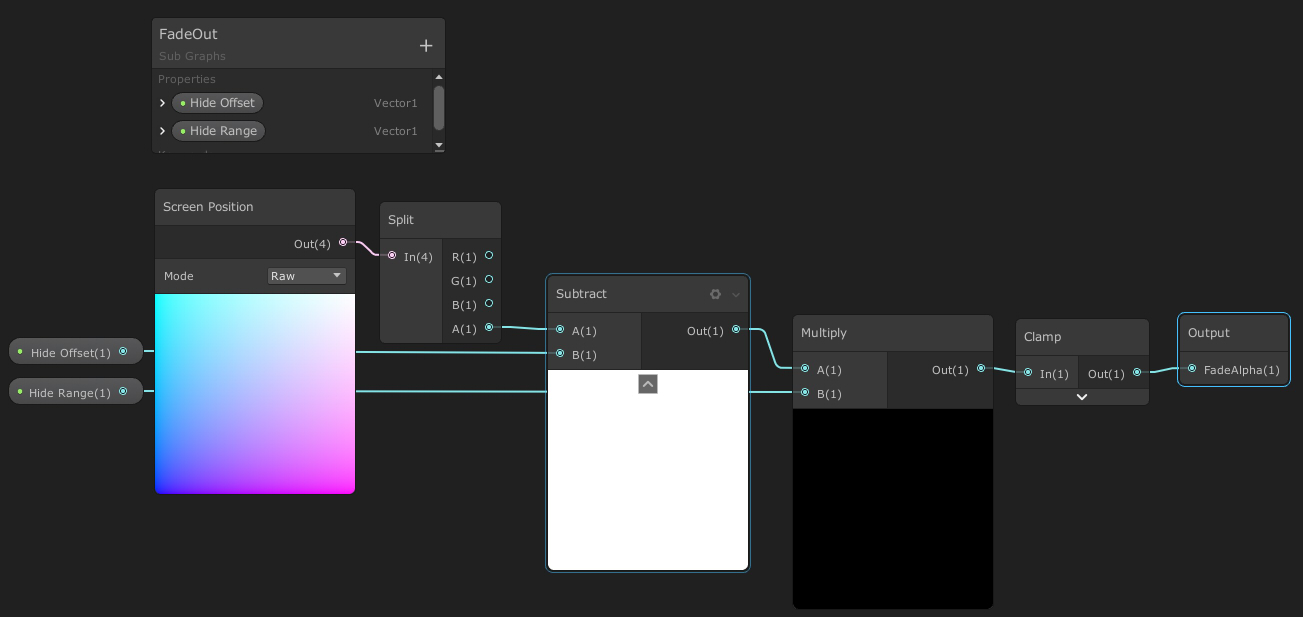 FadeOut
Sub Graphs
Properties
Hide Offset Vector1
Hide Range Vector1
Screen Position
Out(4)
Mode Raw
Split
In(4) R(1)
G(1)
B(1)
A(1)
Hide Offset(1)
Hide Range(1)
Subtract
A(1) Out(1)
B(1)
Multiply
A(1) Out(1)
B(1)
Clamp
In(1) Out(1)
Output
FadeAlpha(1)